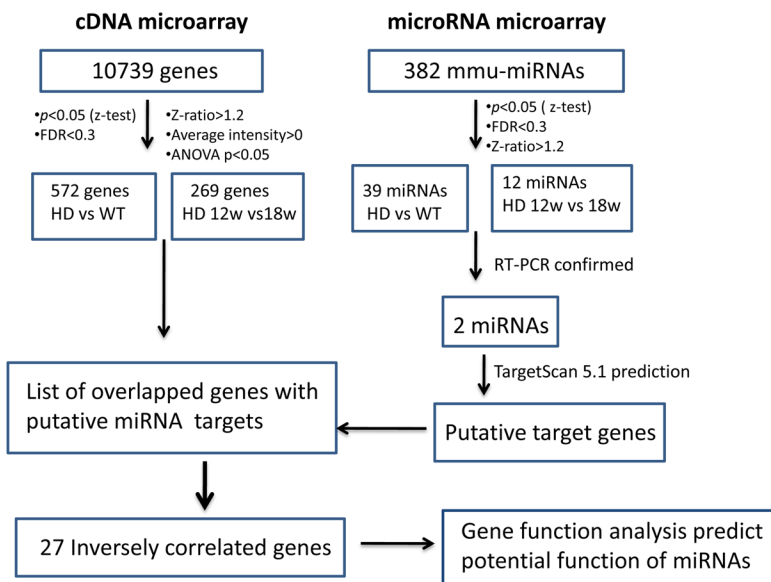 cDNA microarray
microRNA microarray
10739 genes
382 mmu-miRNAs
•p<0.05 (z-test)
•FDR<0.3
•Z-ratio>1.2
•Average intensity>0
•ANOVA p<0.05
•p<0.05 ( z-test)
•FDR<0.3
•Z-ratio>1.2
572 genes
HD vs WT
269 genes
HD 12w vs18w
39 miRNAs
HD vs WT
12 miRNAs
HD 12w vs 18w
RT-PCR confirmed
2 miRNAs
TargetScan 5.1 prediction
List of overlapped genes with
putative miRNA targets
Putative target genes
27 Inversely correlated genes
Gene function analysis predict
potential function of miRNAs